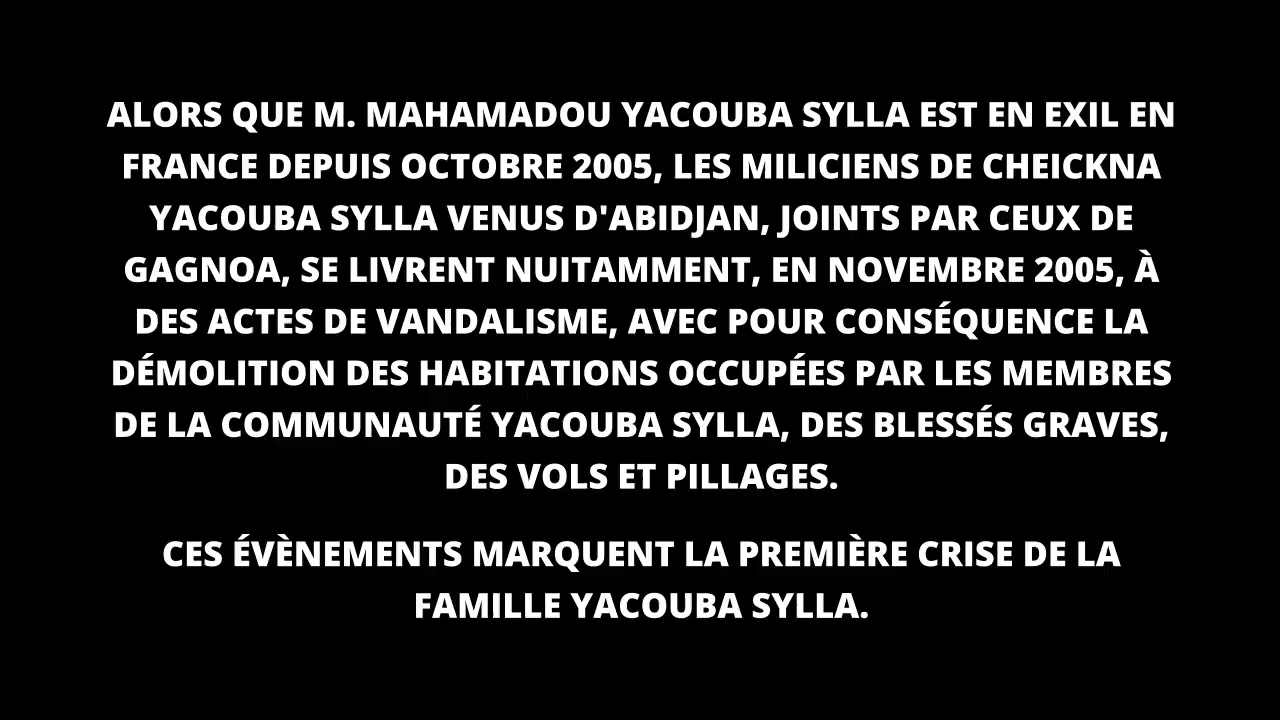 ALORS QUE M. MAHAMADOU YACOUBA SYLLA EST EN EXIL EN
FRANCE DEPUIS OCTOBRE 2005, LES MILICIENS DE CHEICKNA
YACOUBA SYLLA VENUS D'ABIDJAN, JOINTS PAR CEUX DE
GAGNOA, SE LIVRENT NUITAMMENT, EN NOVEMBRE 2005, À
DES ACTES DE VANDALISME, AVEC POUR CONSÉQUENCE LA
DÉMOLITION DES HABITATIONS OCCUPÉES PAR LES MEMBRES
DE LA COMMUNAUTÉ YACOUBA SYLLA, DES BLESSÉS GRAVES,
DES VOLS ET PILLAGES.
CES ÉVÈNEMENTS MARQUENT LA PREMIÈRE CRISE DE LA
FAMILLE YACOUBA SYLLA.